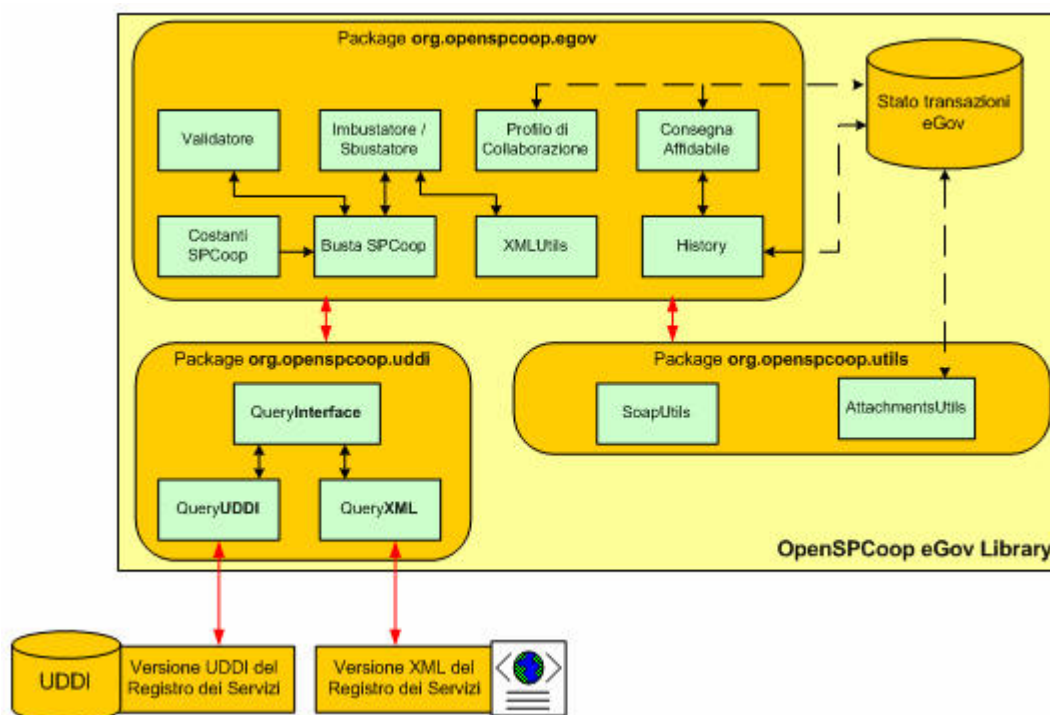 Package org.openspcoop.egov
Stato transazioni
eGov
Validatore
Imbustatore /
Sbustatore
Profilo di
Collaborazione
Consegna
Affidabile
Costanti
SPCoop
Busta SPCoop
XMLUtils
History
Package org.openspcoop.uddi
Package org.openspcoop.utils
QueryInterface
SoapUtils
AttachmentsUtils
QueryUDDI
QueryXML
OpenSPCoop eGov Library
UDDI
Versione UDDI del
Registro dei Servizi
Versione XML del
Registro dei Servizi